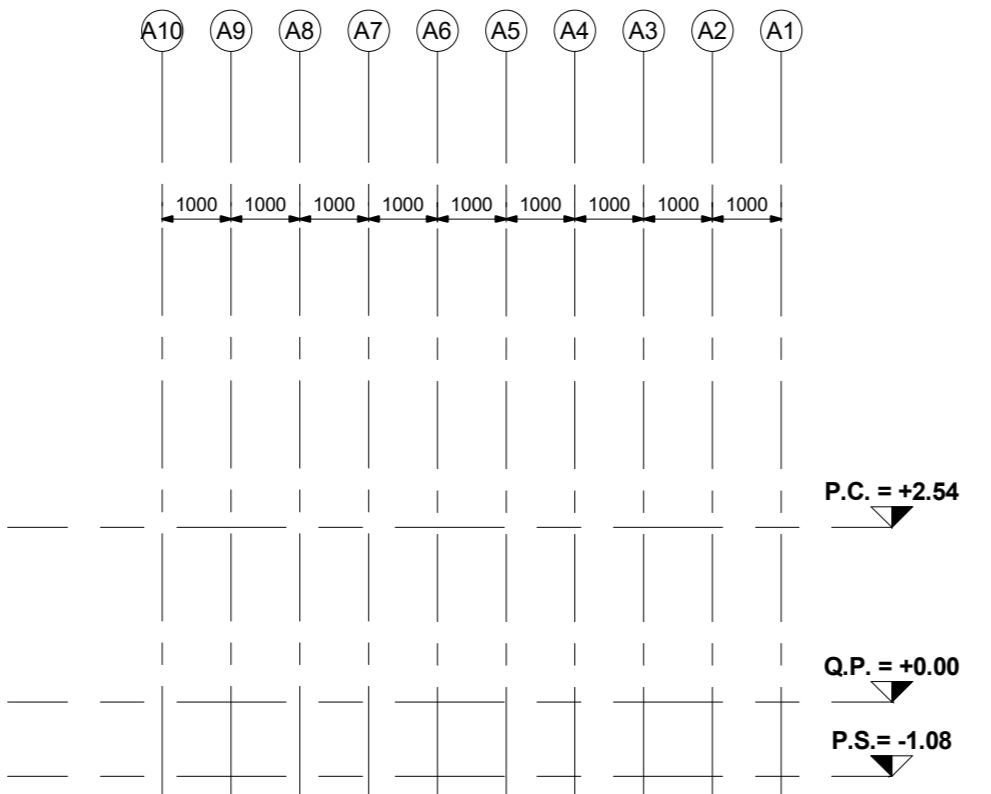 A10 A9 A8 A7 A6 A5 A4 A3 A2 A1
1000 1000 1000 1000 1000 1000 1000 1000 1000
P.C. = +2.54
Q.P. = +0.00
P.S.= -1.08